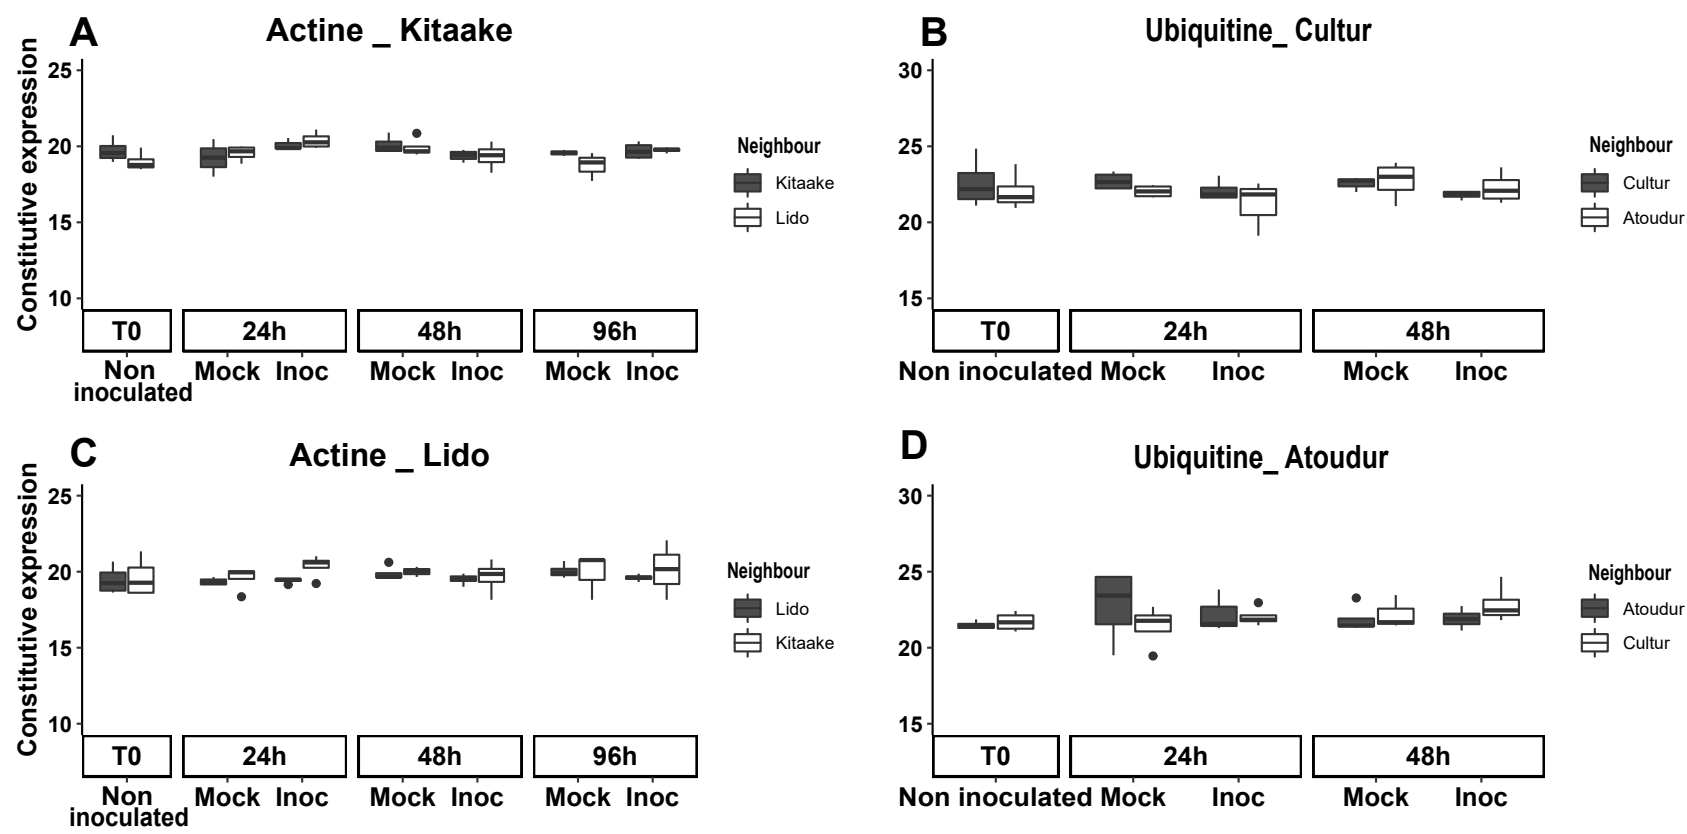 A
Actine _ Kitaake
Constitutive expression
25
20
15
10
T0
24h
48h
96h
Non
inoculated
Mock
Inoc
Mock
Inoc
Mock
Inoc
Neighbour
Kitaake
Lido
B
Ubiquitine_ Cultur
30
25
20
15
T0
24h
48h
Non inoculated
Mock
Inoc
Mock
Inoc
Neighbour
Cultur
Atoudur
C
Actine _ Lido
Constitutive expression
25
20
15
10
T0
24h
48h
96h
Non
inoculated
Mock
Inoc
Mock
Inoc
Mock
Inoc
Neighbour
Lido
Kitaake
D
Ubiquitine_ Atoudur
30
25
20
15
T0
24h
48h
Non inoculated
Mock
Inoc
Mock
Inoc
Neighbour
Atoudur
Cultur